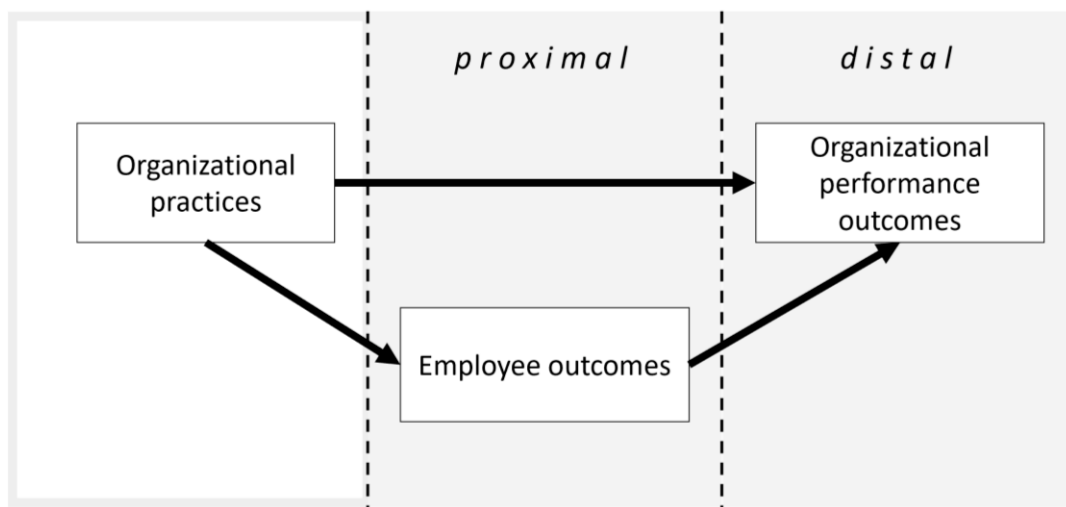 proximal
distal
Organizational
practices
Organizational
performance
outcomes
Employee outcomes